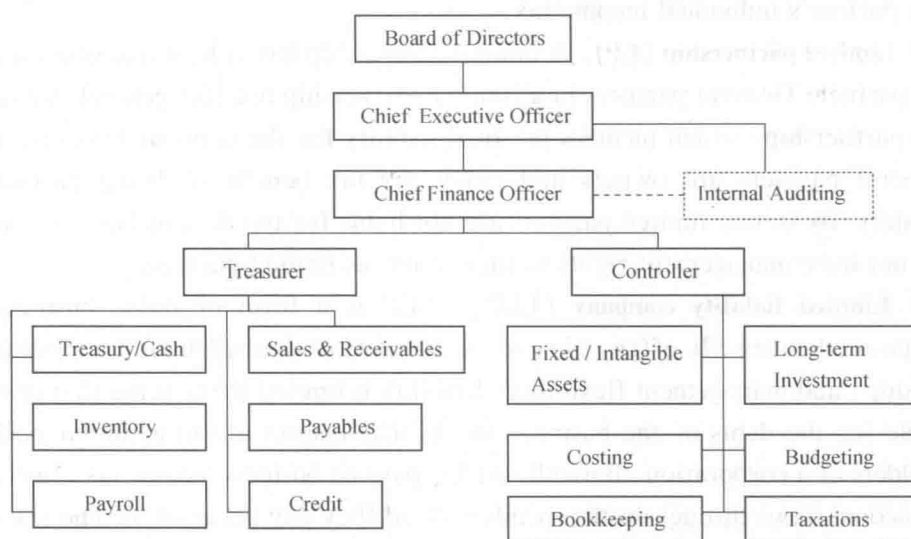 Board of Directors
Chief Executive Officer
Chief Finance Officer
Internal Auditing
Treasurer
Controller
Treasury/Cash
Sales & Receivables
Inventory
Payables
Payroll
Credit
Fixed / Intangible
Assets
Long-term
Investment
Costing
Budgeting
Bookkeeping
Taxations